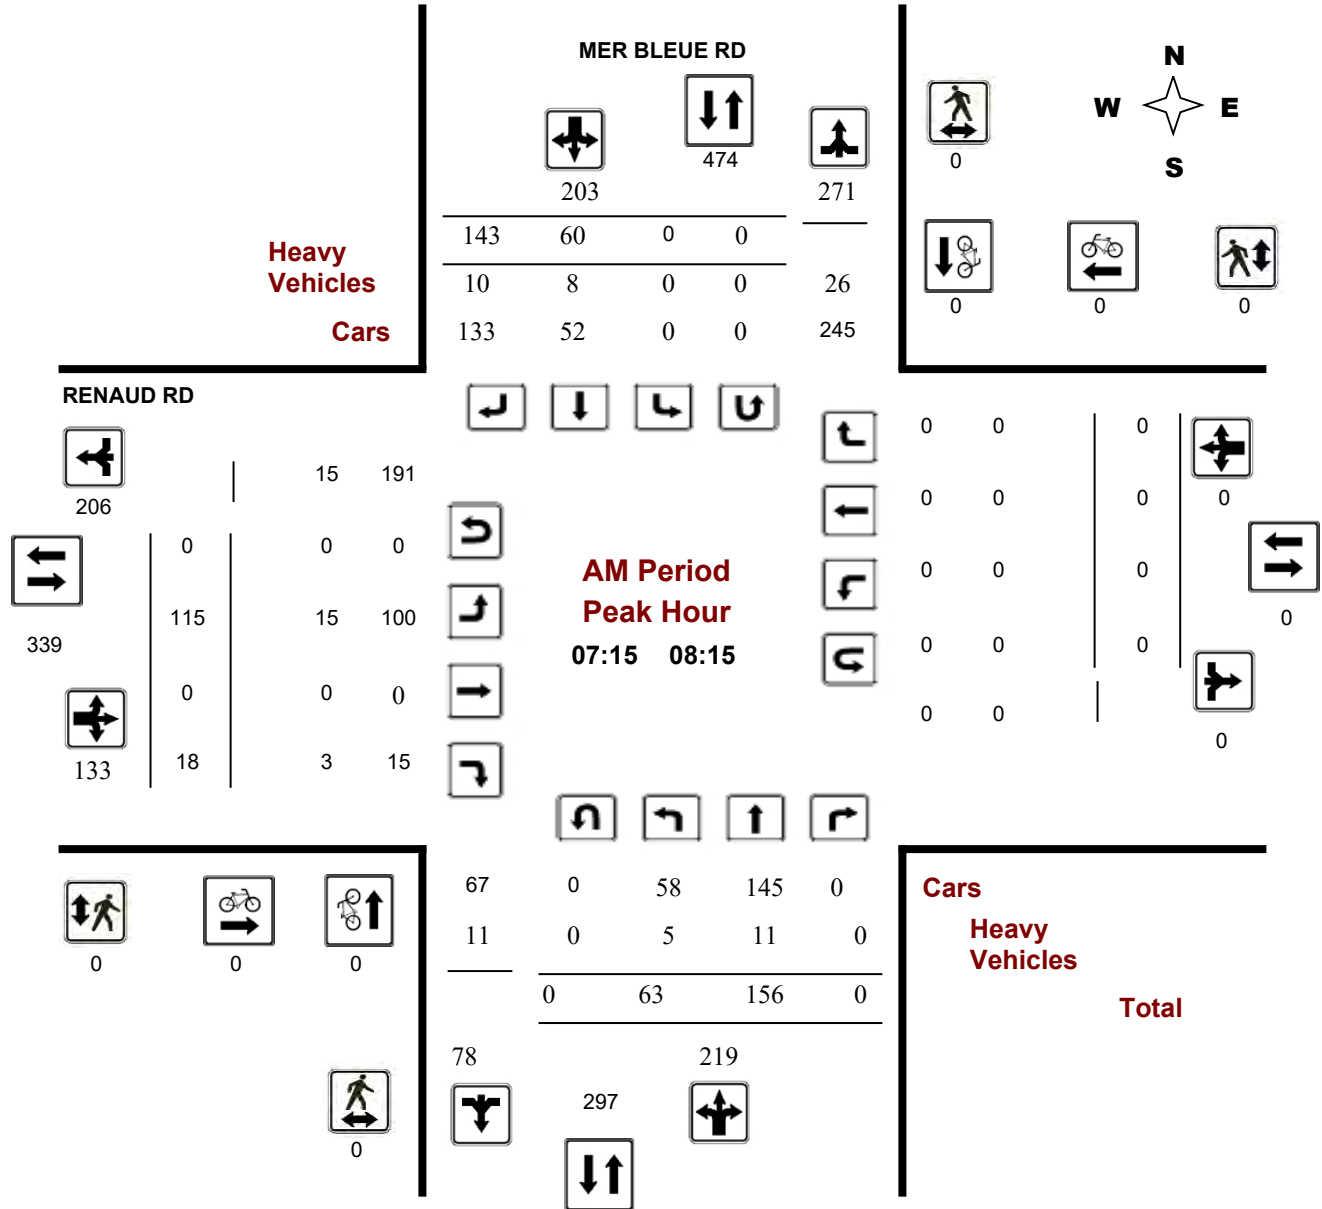 MER BLEUE RD
N
W E
S
474
0
203 271
143 60 0 0
Heavy
Vehicles
10 8 0 0 26
0 0 0
Cars
133 52 0 0 245
RENAUD RD
0 0 0
15 191
206
0 0 0 0
0 0 0
AM Period
0 0 0
Peak Hour
115 15 100
0
339
07:15 08:15
0 0 0
0 0 0
0 0
0
133 18 3 15
67 0 58 145 0
Cars
11 0 5 11 0
Heavy
Vehicles
0 0 0
0 63 156 0
Total
78 219
297
0